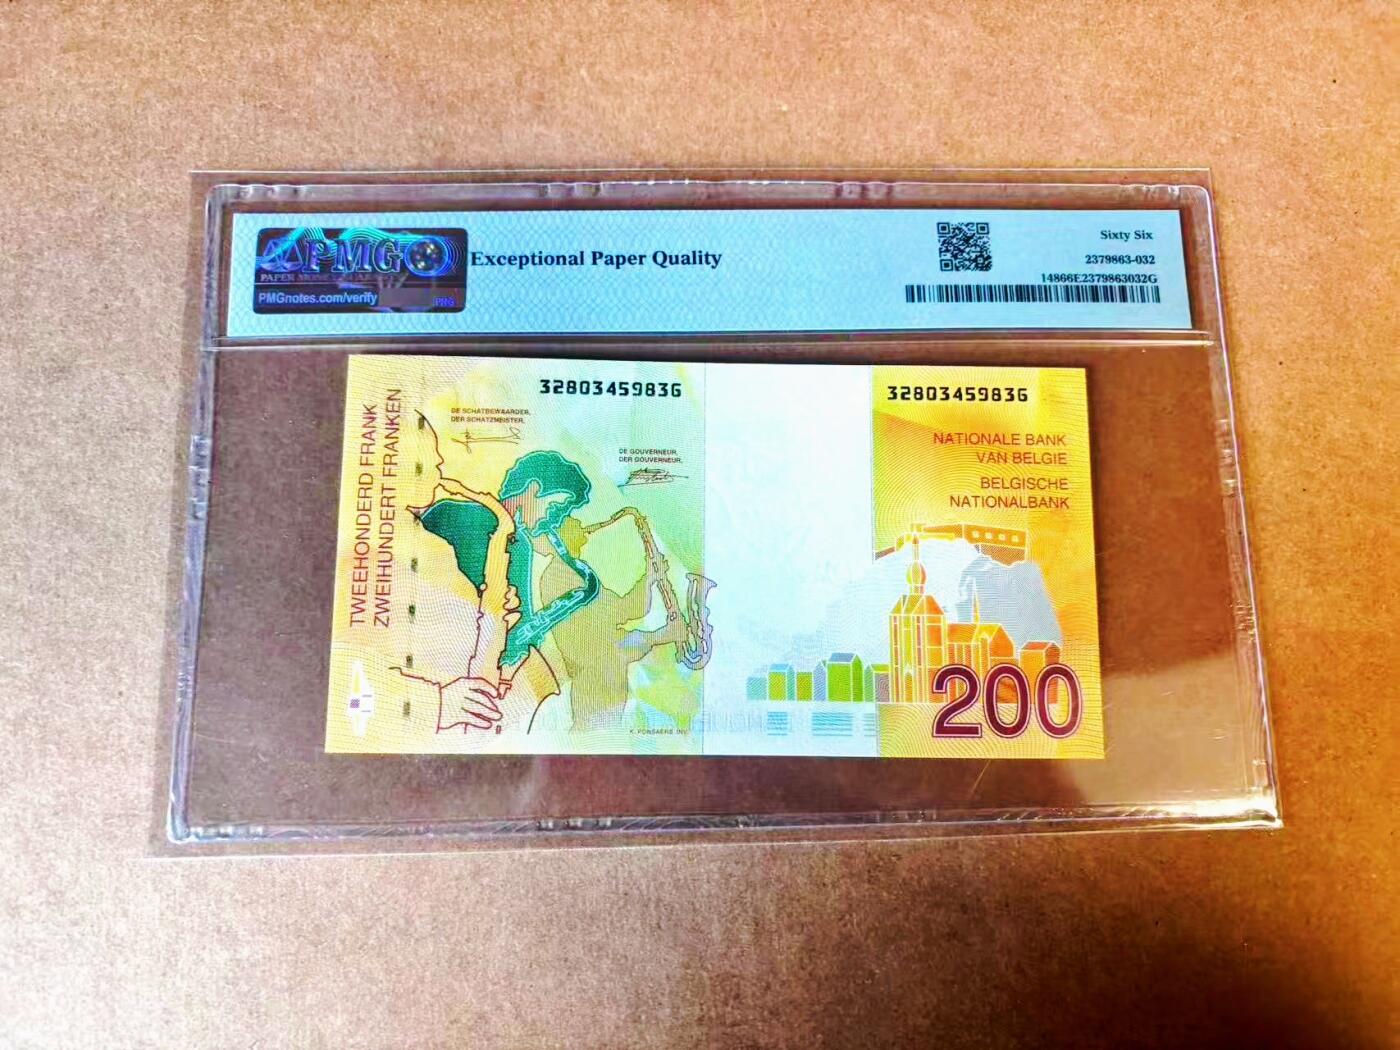 PMG
PAPER MONEY
PMGnotes.com/verify
PMG
Exceptional Paper Quality
Sixty Six
2379863-032
14866E2379863032G
TWEEHONDERD FRANK
ZWEIHUNDERT FRANKEN
32803459836
32803459836
DE SCHATBEWAARDER,
DER SCHATZMEISTER,
DE GOUVERNEUR,
DER GOUVERNEUR,
NATIONALE BANK
VAN BELGIE
BELGISCHE
NATIONALBANK
200
K. PONSAERS INV.